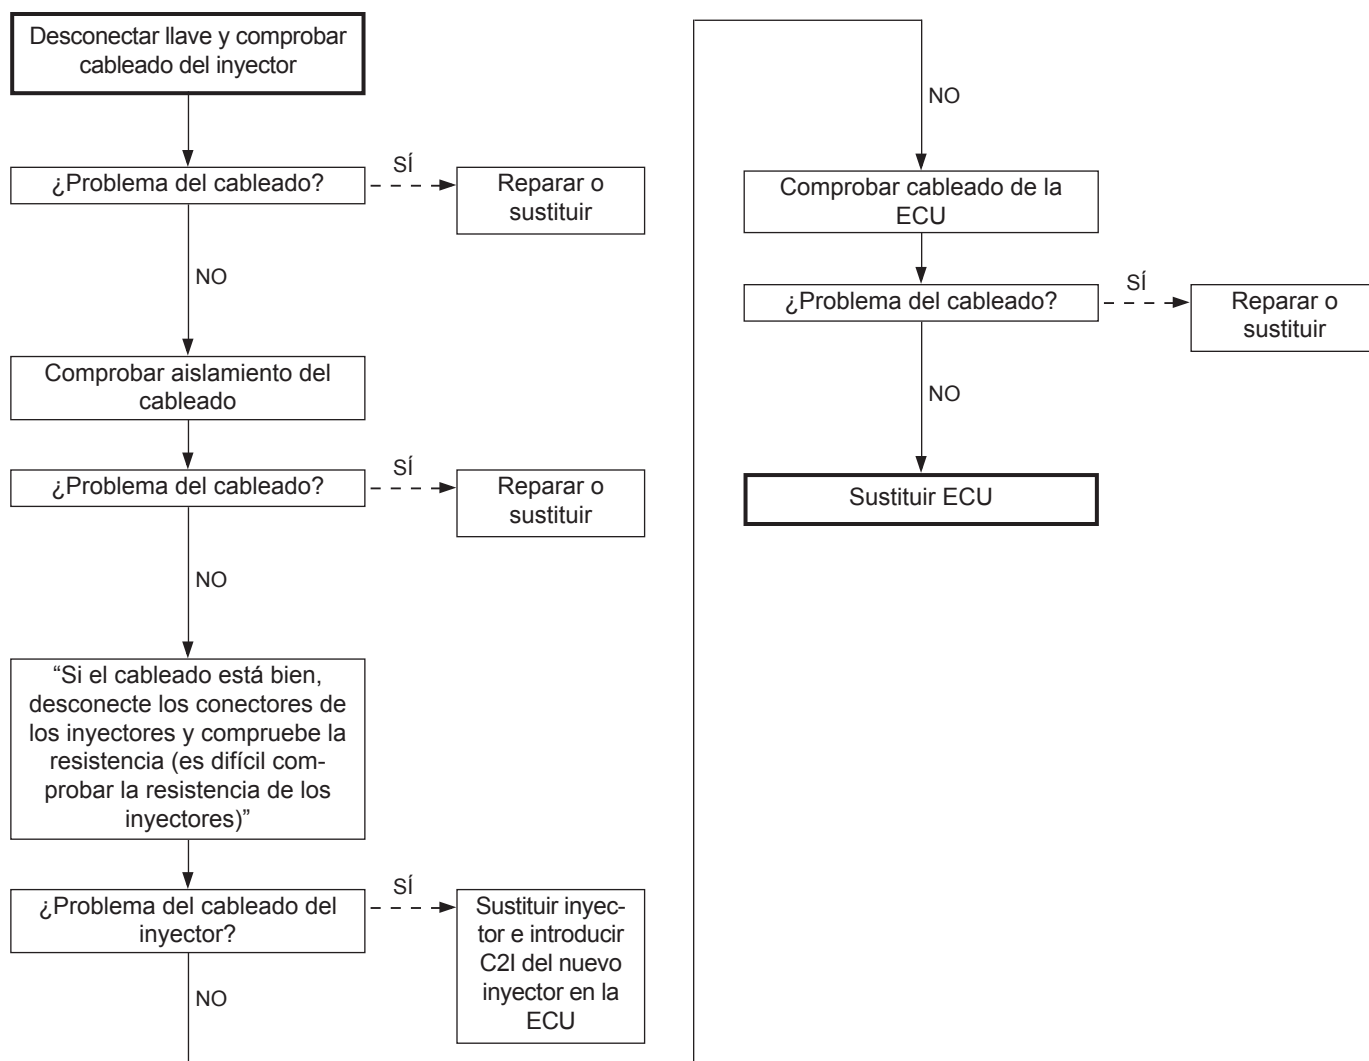 Desconectar llave y comprobar
cableado del inyector
¿Problema del cableado?
SÍ
Reparar o
sustituir
NO
Comprobar aislamiento del
cableado
¿Problema del cableado?
SÍ
Reparar o
sustituir
NO
“Si el cableado está bien,
desconecte los conectores de
los inyectores y compruebe la
resistencia (es difícil com-
probar la resistencia de los
inyectores)”
¿Problema del cableado del
inyector?
SÍ
Sustituir inyec-
tor e introducir
C2I del nuevo
inyector en la
ECU
NO
NO
Comprobar cableado de la
ECU
¿Problema del cableado?
SÍ
Reparar o
sustituir
NO
Sustituir ECU